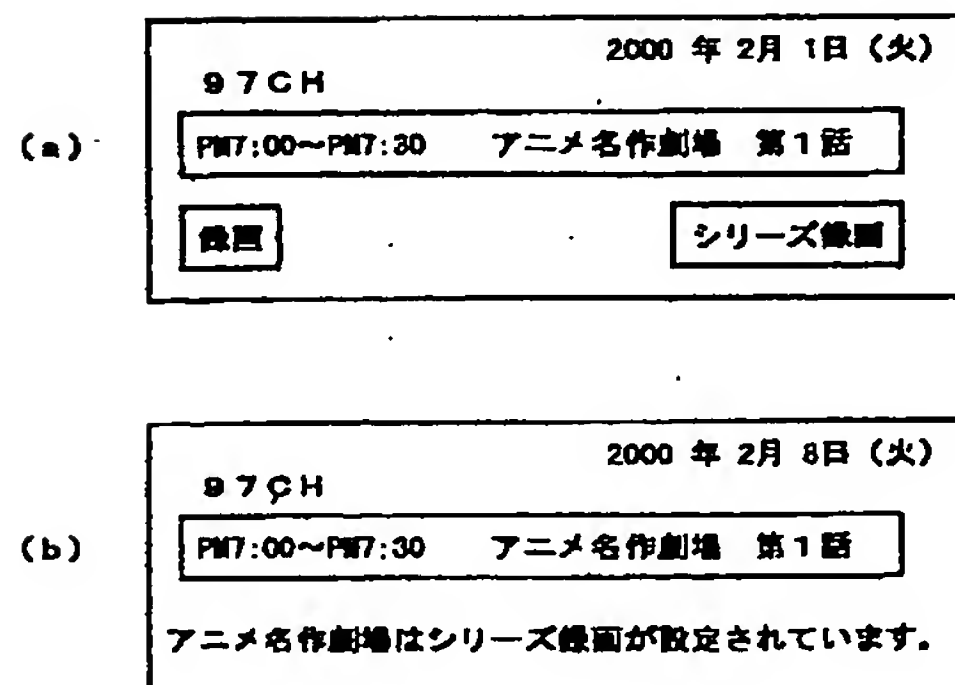 2000 年 2月 1日 (火)
97CH
(a)
PM7:00～PM7:30 アニメ名作劇場 第1話
録画 シリーズ録画
2000 年 2月 8日 (火)
97CH
(b)
PM7:00～PM7:30 アニメ名作劇場 第1話
アニメ名作劇場はシリーズ録画が設定されています。